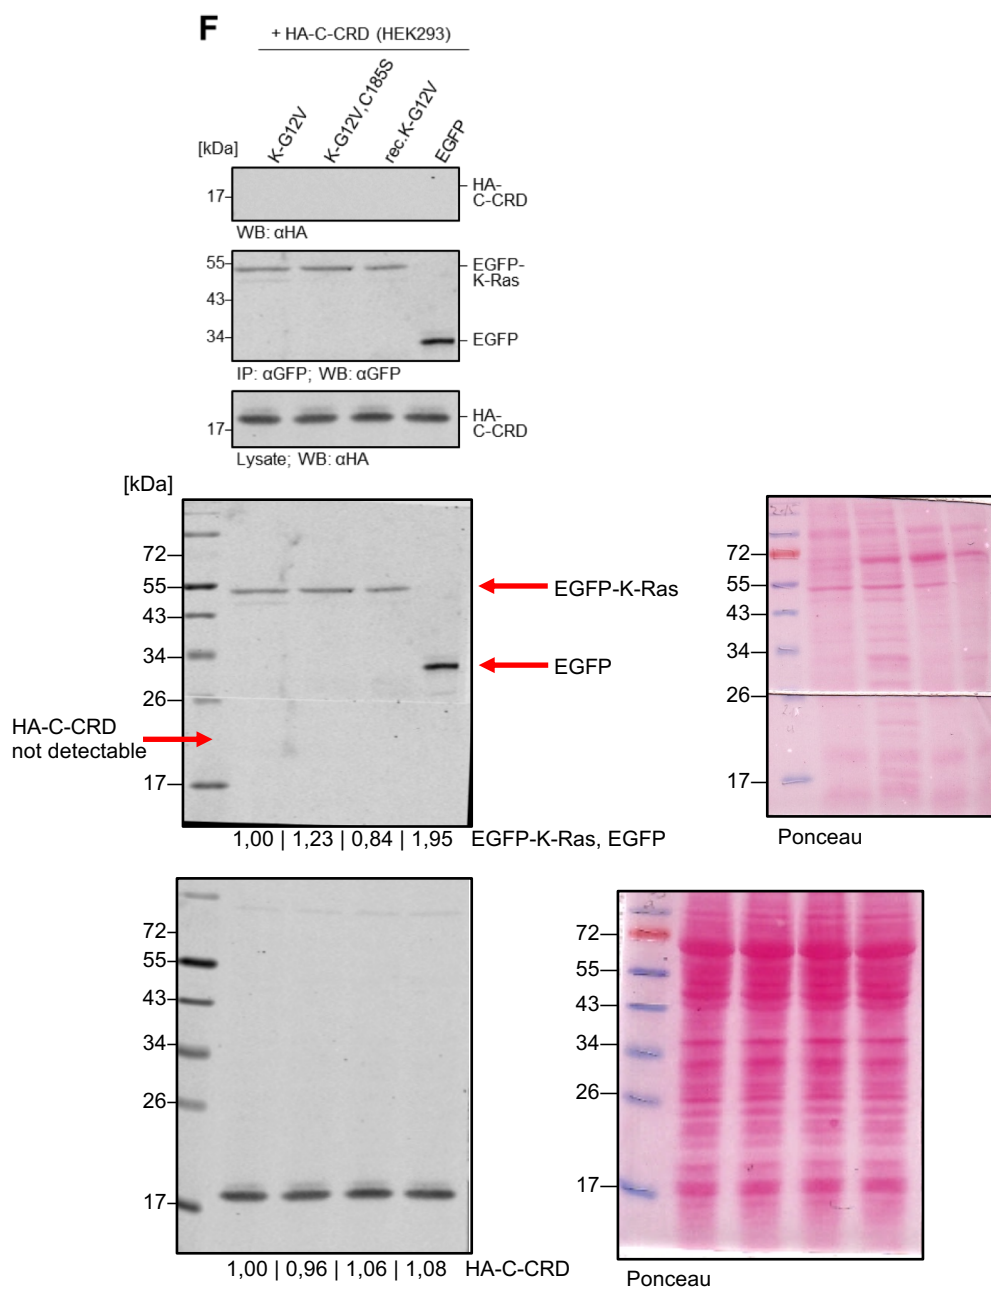 F
+ HA-C-CRD (HEK293)
K-G12V
K-G12V,C185S
rec.K-G12V
EGFP
[kDa]
17
HA-
C-CRD
WB: αHA
55
43
34
EGFP-
K-Ras
EGFP
IP: αGFP; WB: αGFP
17
HA-
C-CRD
Lysate; WB: αHA
[kDa]
72
55
43
34
26
17
EGFP-K-Ras
EGFP
HA-C-CRD
not detectable
1,00 | 1,23 | 0,84 | 1,95 EGFP-K-Ras, EGFP
72
55
43
34
26
17
Ponceau
72
55
43
34
26
17
1,00 | 0,96 | 1,06 | 1,08 HA-C-CRD
72
55
43
34
26
17
Ponceau